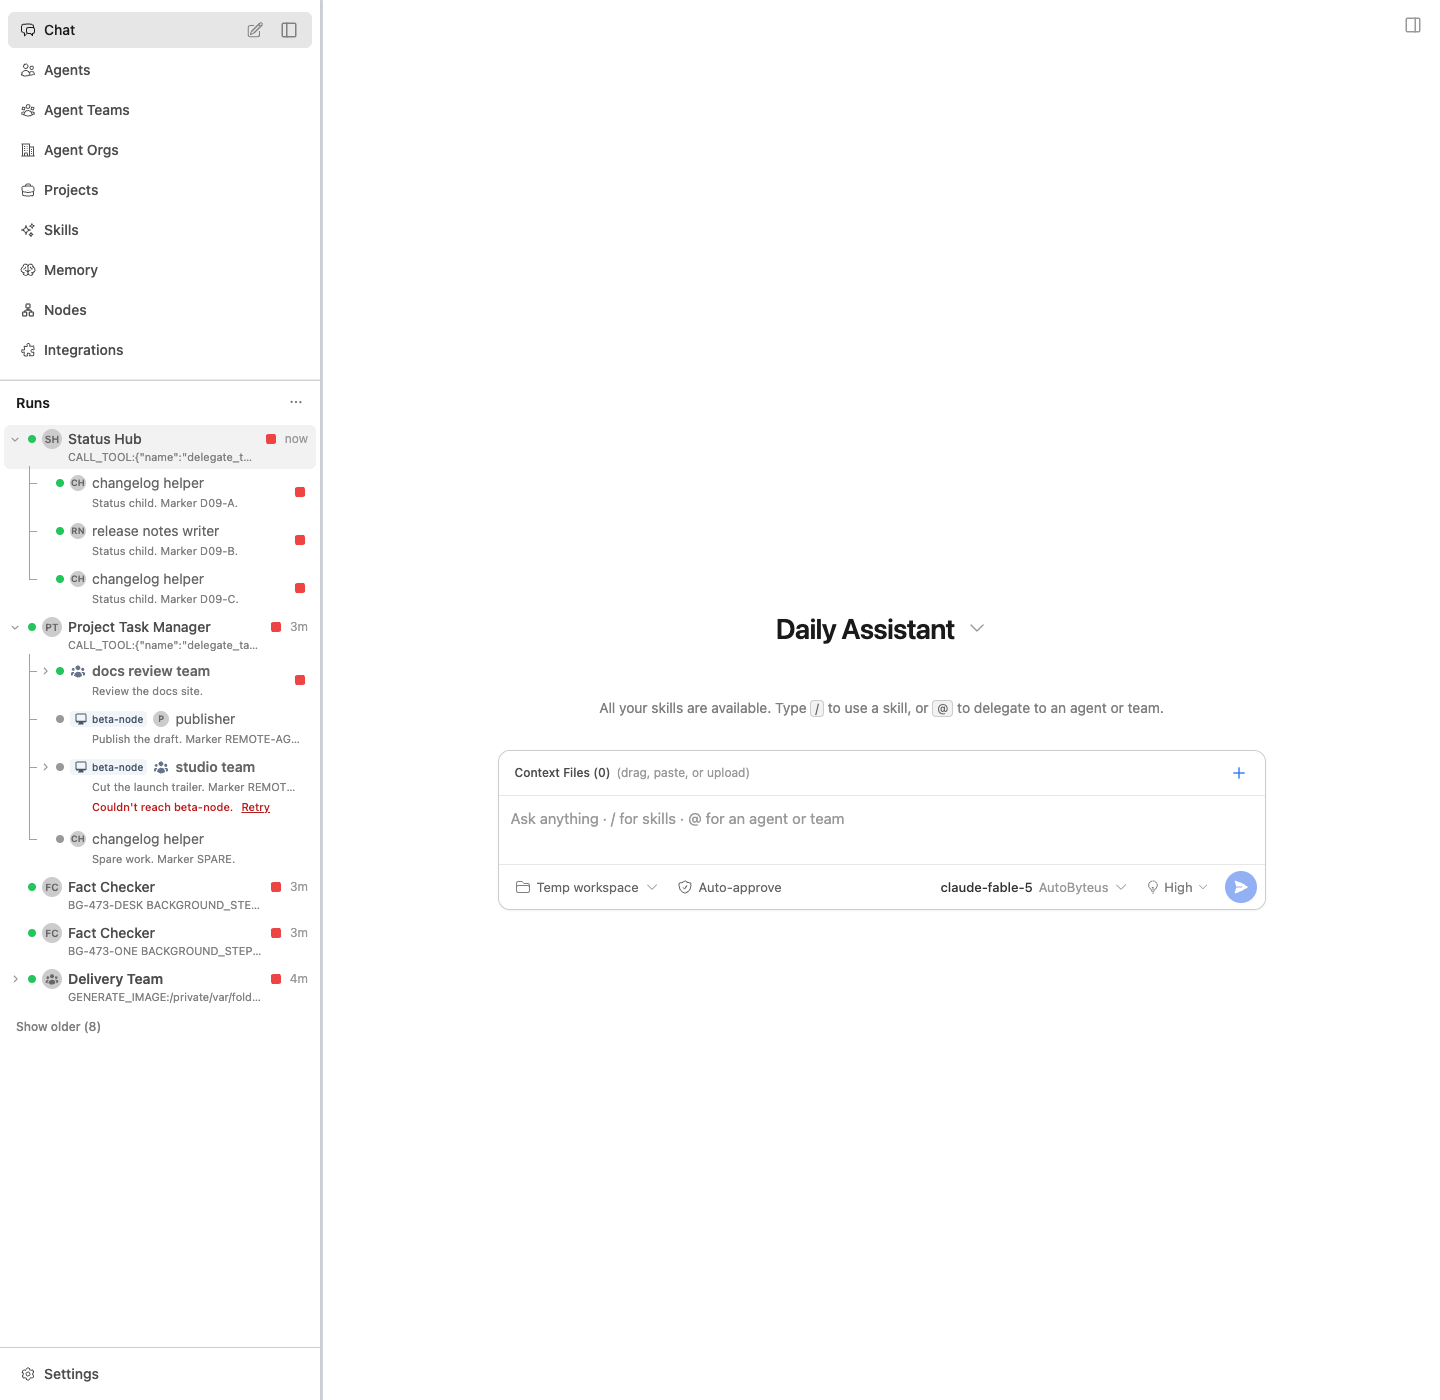 Chat
Agents
Agent Teams
Agent Orgs
Projects
Skills
Memory
Nodes
Integrations
Runs
SH Status Hub now
CALL_TOOL:{"name":"delegate_t...
CH changelog helper
Status child. Marker D09-A.
RN release notes writer
Status child. Marker D09-B.
CH changelog helper
Status child. Marker D09-C.
PT Project Task Manager 3m
CALL_TOOL:{"name":"delegate_ta...
docs review team
Review the docs site.
beta-node P publisher
Publish the draft. Marker REMOTE-AG...
beta-node studio team
Cut the launch trailer. Marker REMOT...
Couldn't reach beta-node. Retry
CH changelog helper
Spare work. Marker SPARE.
FC Fact Checker 3m
BG-473-DESK BACKGROUND_STE...
FC Fact Checker 3m
BG-473-ONE BACKGROUND_STEP...
Delivery Team 4m
GENERATE_IMAGE:/private/var/fold...
Show older (8)
Settings
Daily Assistant
All your skills are available. Type / to use a skill, or @ to delegate to an agent or team.
Context Files (0) (drag, paste, or upload)
Ask anything · / for skills · @ for an agent or team
Temp workspace Auto-approve claude-fable-5 AutoByteus High